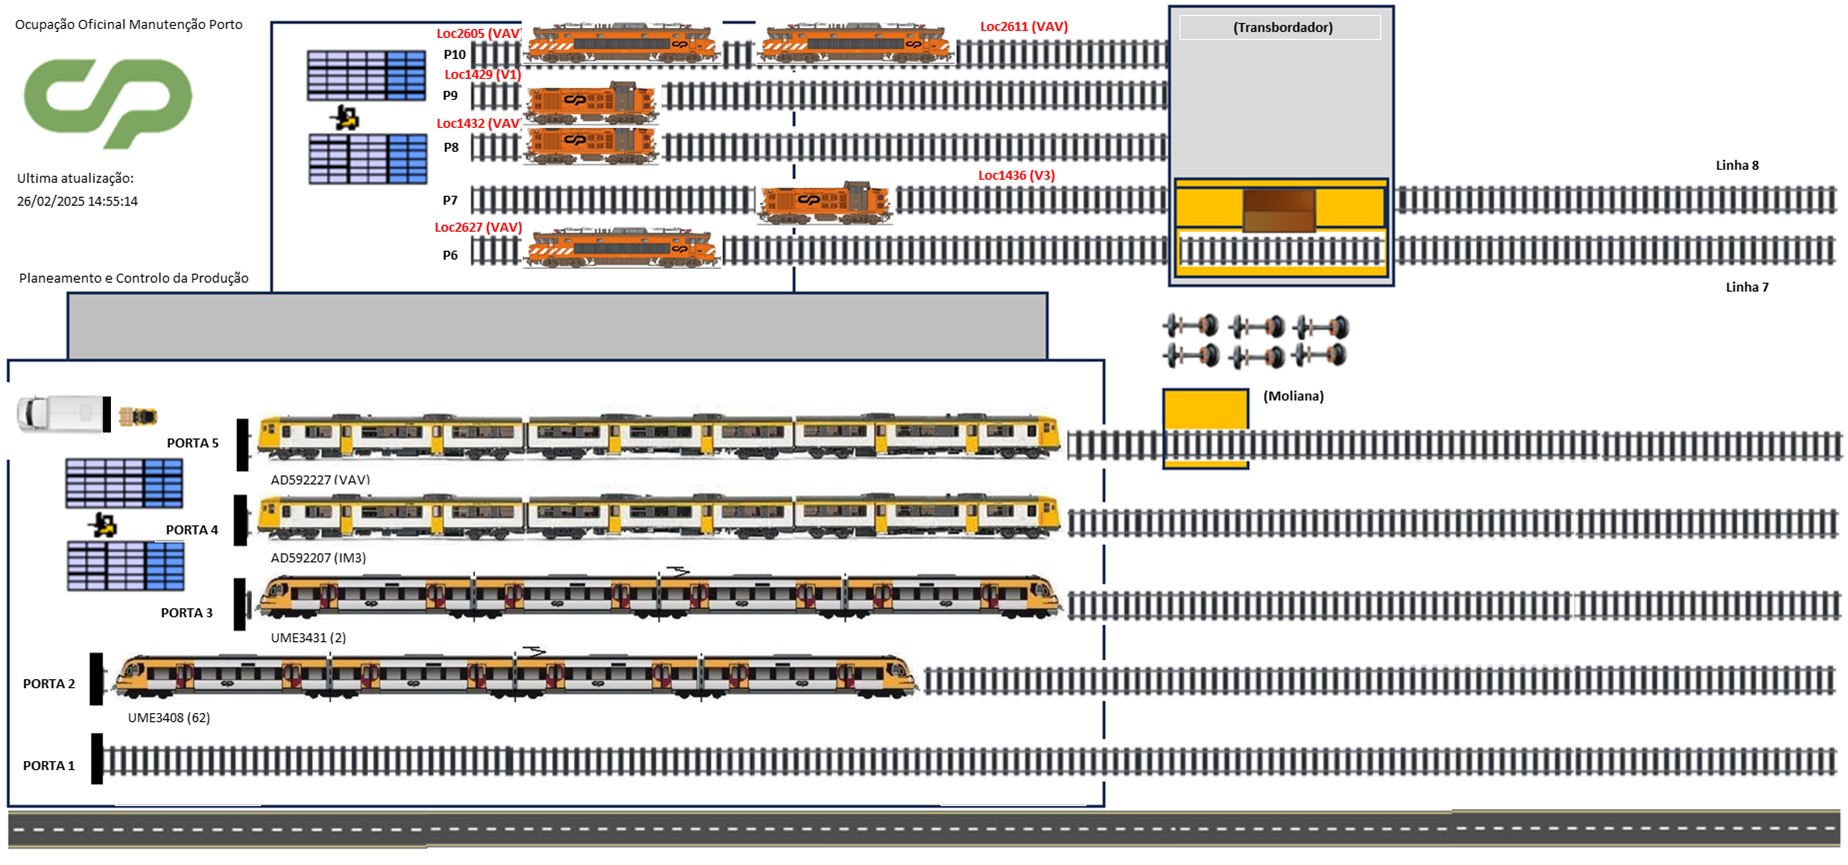 Ocupação Oficinal Manutenção Porto
Loc2605 (VAV)
Loc2611 (VAV)
(Transbordador)
P10
Loc1429 (V1)
P9
Loc1432 (VAV)
P8
Ultima atualização:
26/02/2025 14:55:14
Loc1436 (V3)
Linha 8
P7
Loc2627 (VAV)
P6
Planeamento e Controlo da Produção
Linha 7
(Moliana)
PORTA 5
AD592227 (VAV)
PORTA 4
AD592207 (IM3)
PORTA 3
UME3431 (2)
PORTA 2
UME3408 (62)
PORTA 1